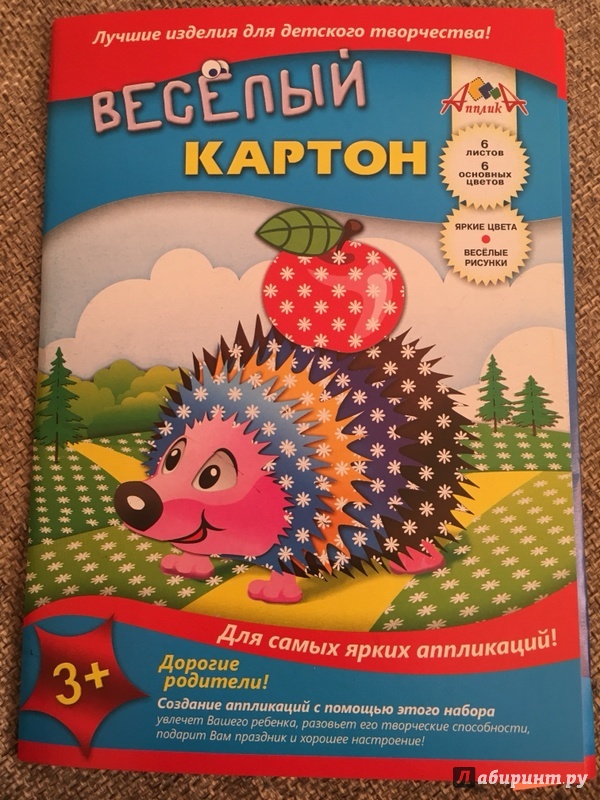 Лучшие изделия для детского творчества!
ВЕСЁЛЫЙ
КАРТОН
АппликА
6
ЛИСТОВ
6
ОСНОВНЫХ
ЦВЕТОВ
ЯРКИЕ ЦВЕТА
ВЕСЁЛЫЕ
РИСУНКИ
Для самых ярких аппликаций!
3+
Дорогие
родители!
Создание аппликаций с помощью этого набора
увлечет Вашего ребенка, разовьет его творческие способности,
подарит Вам праздник и хорошее настроение!
Лабиринт.ру